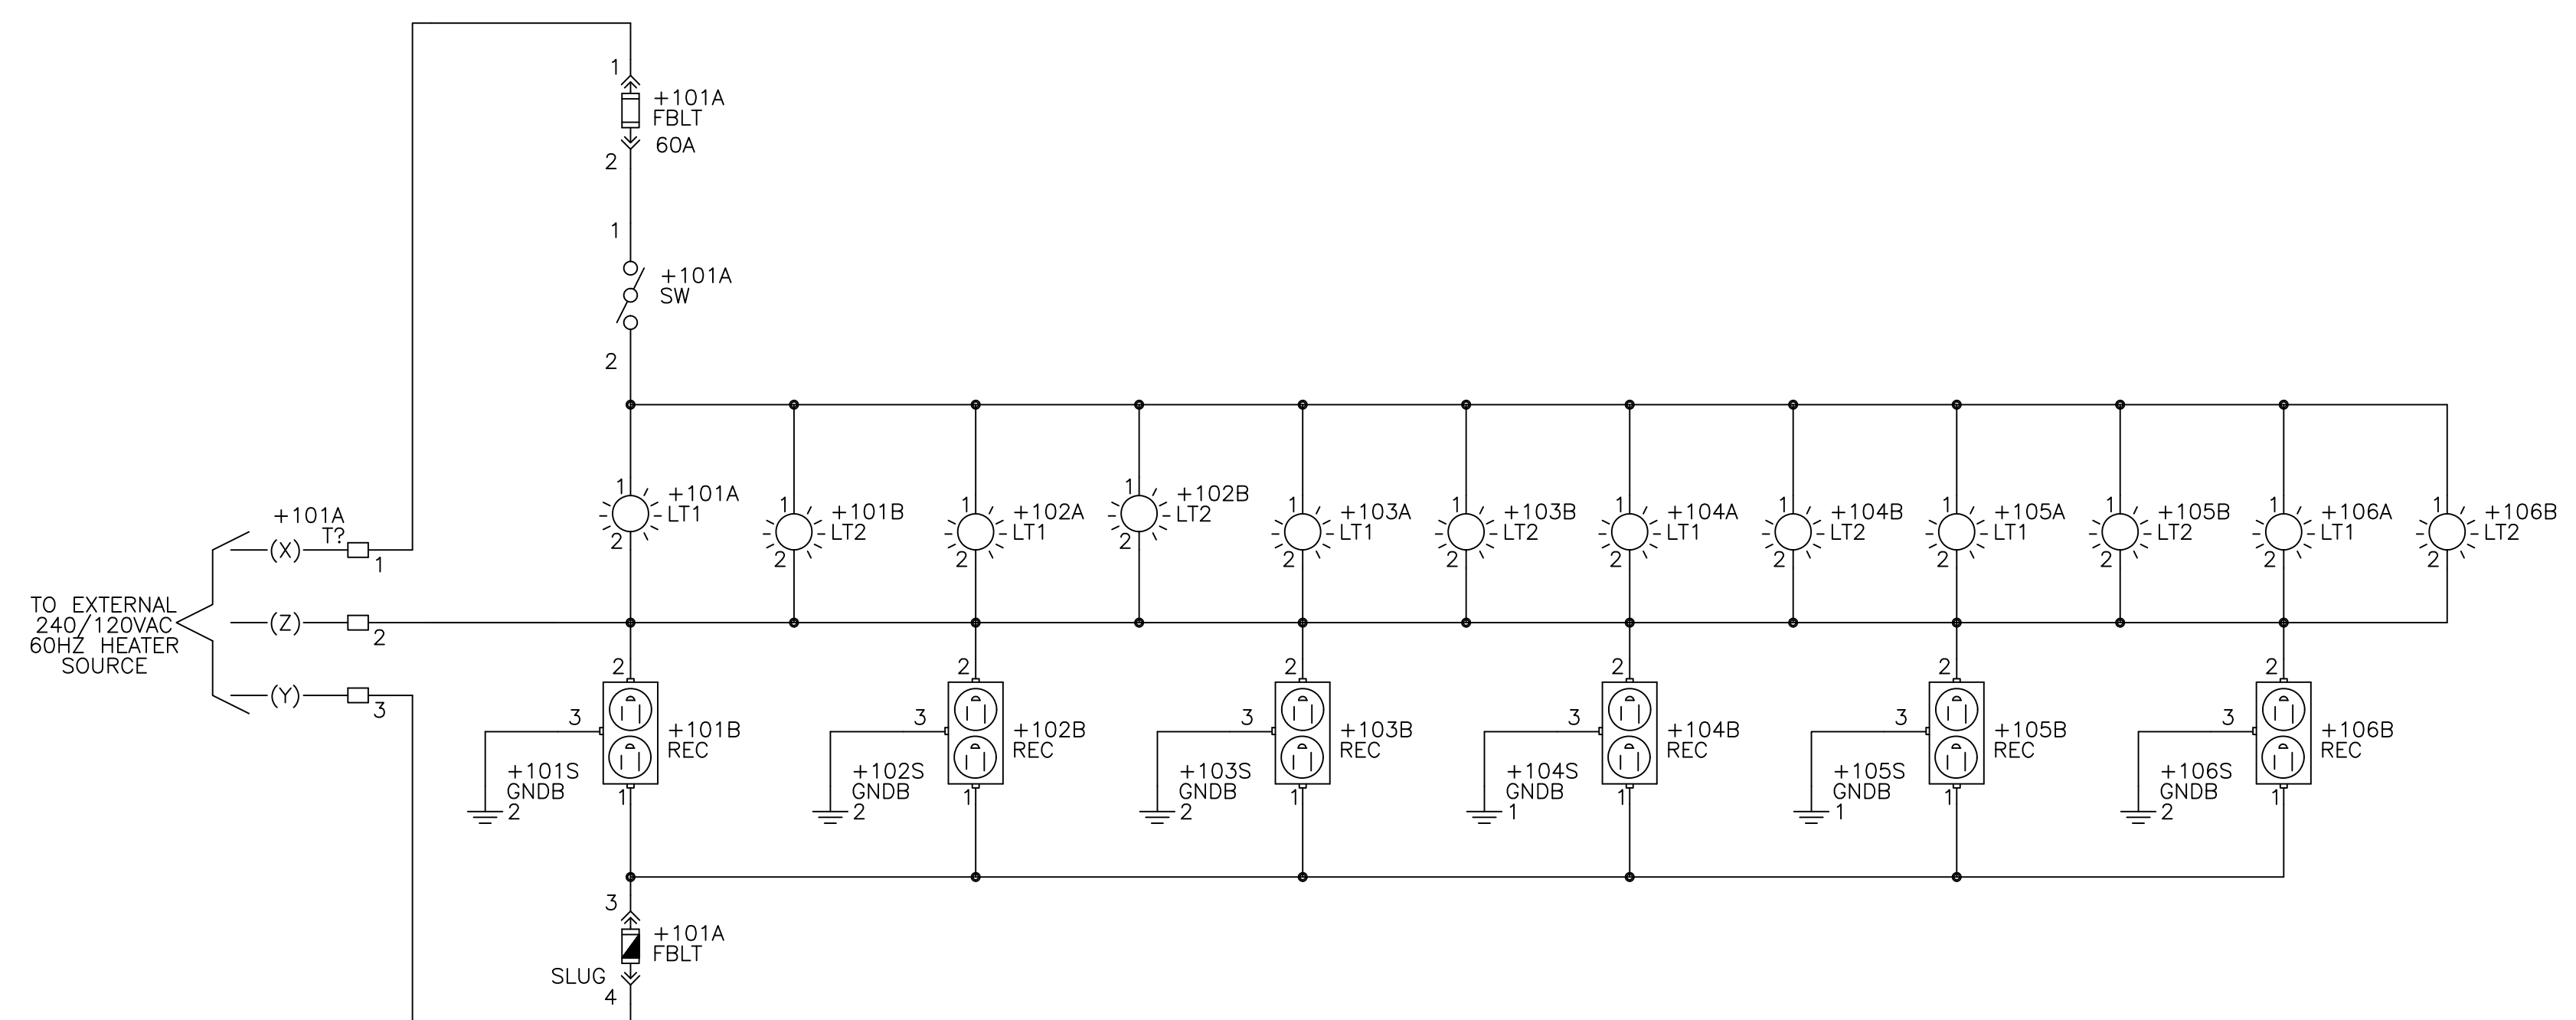 1
+101A
FBLT
60A
2
1
+101A
SW
2
1
+101A
LT1
2
1
+101B
LT2
2
1
+102A
LT1
2
1
+102B
LT2
2
1
+103A
LT1
2
1
+103B
LT2
2
1
+104A
LT1
2
1
+104B
LT2
2
1
+105A
LT1
2
1
+105B
LT2
2
1
+106A
LT1
2
1
+106B
LT2
2
+101A
T?
(X)
1
TO EXTERNAL
240/120VAC
60HZ HEATER
SOURCE
(Z)
2
(Y)
3
2
3
+101B
REC
+101S
GNDB
2
1
2
3
+102B
REC
+102S
GNDB
2
1
2
3
+103B
REC
+103S
GNDB
2
1
2
3
+104B
REC
+104S
GNDB
1
1
2
3
+105B
REC
+105S
GNDB
1
1
2
3
+106B
REC
+106S
GNDB
2
1
3
+101A
FBLT
SLUG
4